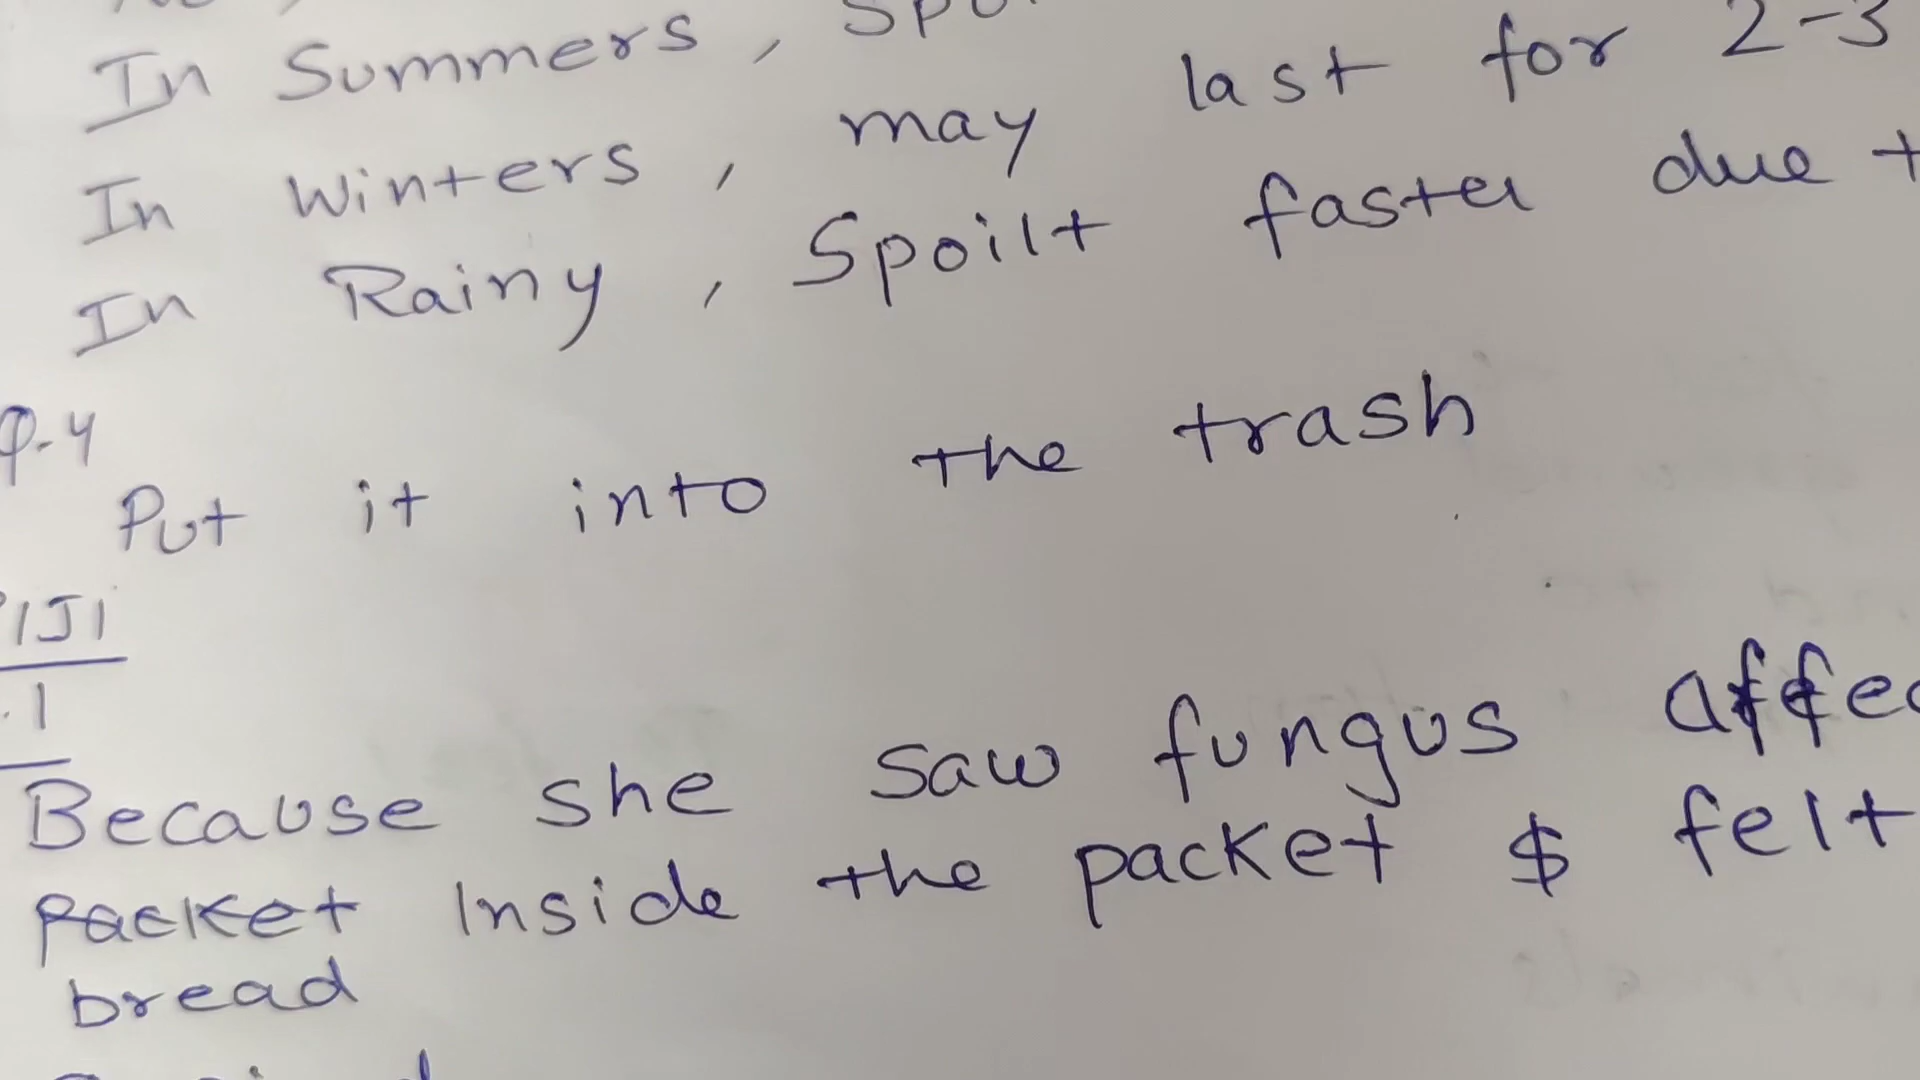 In Summers,
In Winters, may last for 2-3
In Rainy, Spoilt faster due
Q-4
Put it into the trash
1
Because she saw fungus
packet Inside the packet $ felt
bread